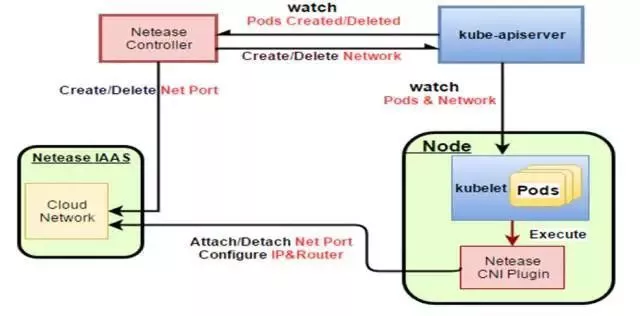 watch
Pods Created/Deleted
Netease
Controller
kube-apiserver
Create/Delete Network
Create/Delete Net Port
watch
Pods & Network
Netease IAAS
Node
Cloud
Network
kubelet
Pods
Execute
Attach/Detach Net Port
Configure IP&Router
Netease
CNI Plugin